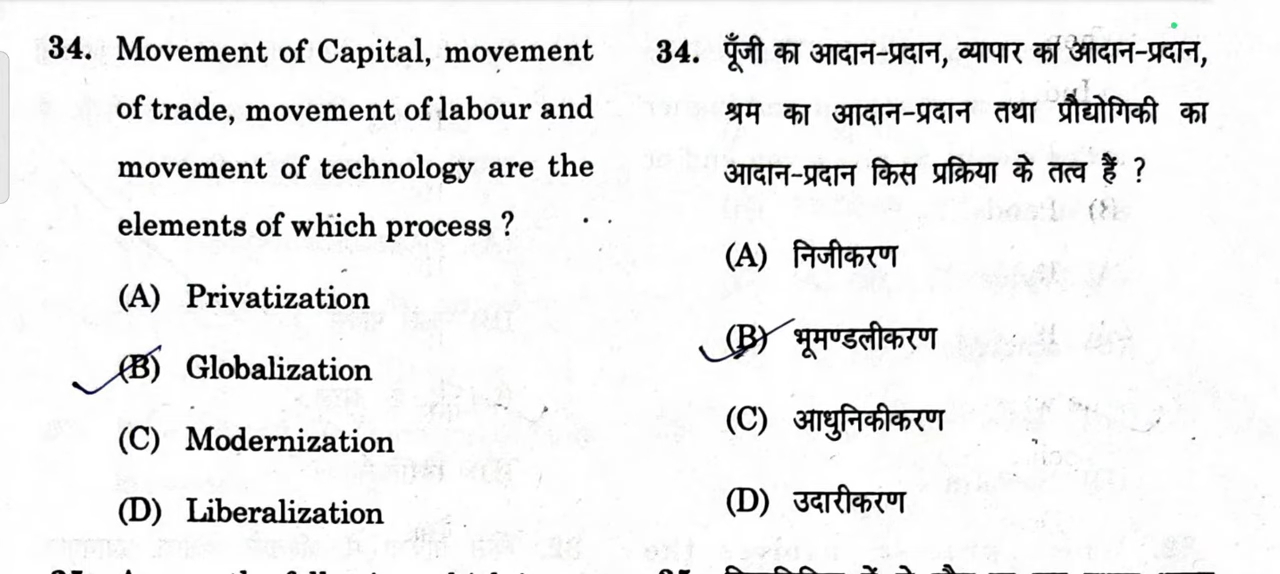 34. Movement of Capital, movement
of trade, movement of labour and
movement of technology are the
elements of which process ?
(A) Privatization
(B) Globalization
(C) Modernization
(D) Liberalization
34. पूँजी का आदान-प्रदान, व्यापार का आदान-प्रदान,
श्रम का आदान-प्रदान तथा प्रौद्योगिकी का
आदान-प्रदान किस प्रक्रिया के तत्व हैं ?
(A) निजीकरण
(B) भूमण्डलीकरण
(C) आधुनिकीकरण
(D) उदारीकरण